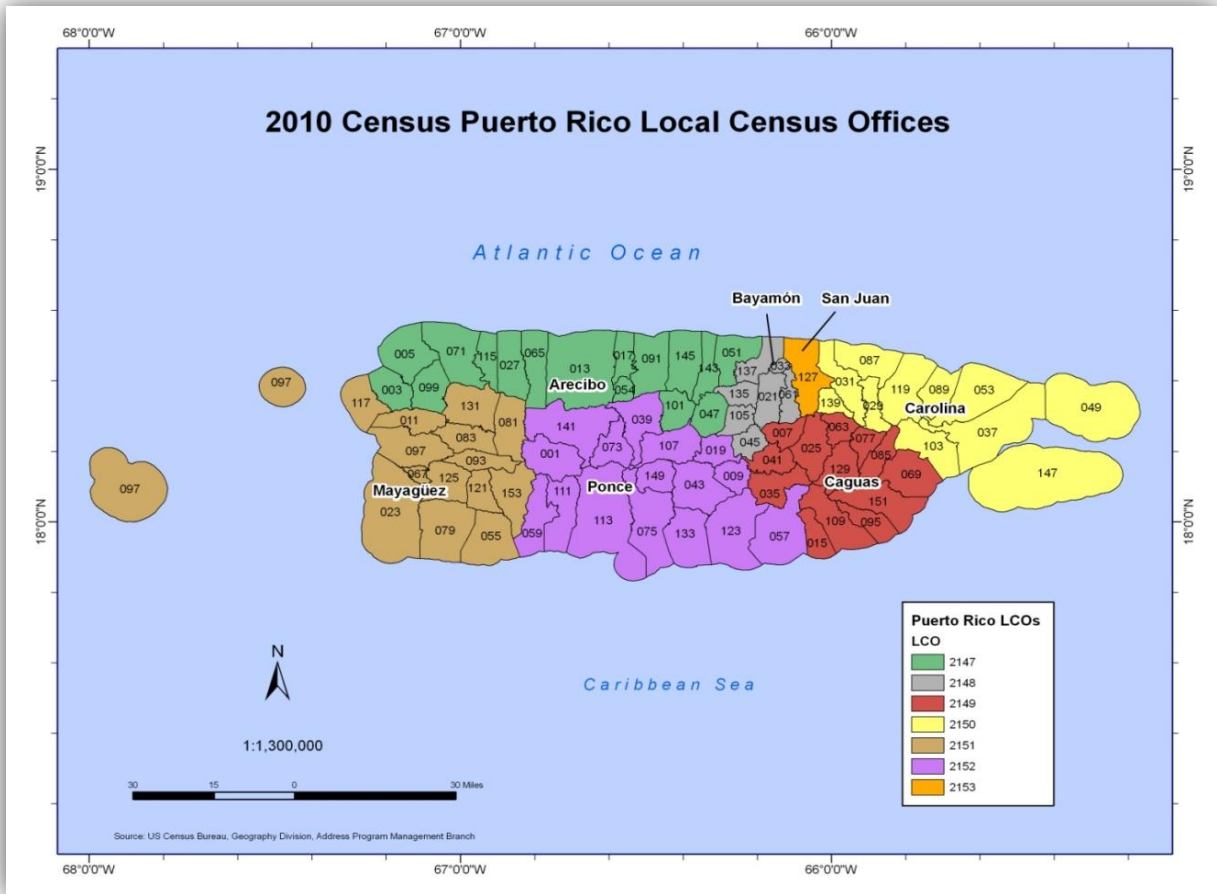 68°0'0"W 67°0'0"W 66°0'0"W
2010 Census Puerto Rico Local Census Offices
19°0'0"N 19°0'0"N
Atlantic Ocean
Bayamón San Juan
005 071 115 027 065 013 017 091 145 143 051 137 033 127 087
097 003 099 Arecibo 054 135 021 061 031 119 089 053
117 131 101 047 105 139 029 Carolina 049
011 081 141 039 045 007 063 037
083 073 107 019 025 077 103
097 001 041 085
093 129 069 147
097 067 125 149 009 Caguas
Mayagüez 121 153 111 Ponce 043 035 151
023 113 109 095
18°0'0"N 079 055 059 075 133 123 057 015 18°0'0"N
Puerto Rico LCOs
LCO
N
2147
Caribbean Sea
2148
2149
1:1,300,000
2150
2151
30 15 0 30 Miles
2152
2153
Source: US Census Bureau, Geography Division, Address Program Management Branch
68°0'0"W 67°0'0"W 66°0'0"W